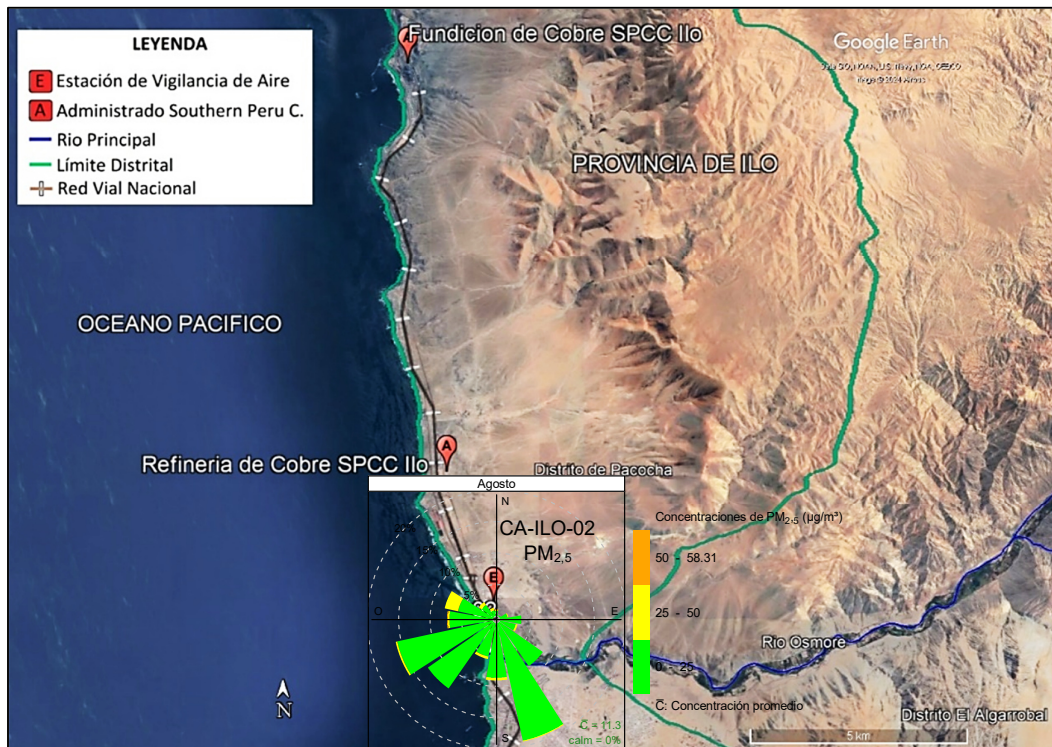 Fundicion de Cobre SPCC Ilo
A
LEYENDA
E Estación de Vigilancia de Aire
A Administrado Southern Peru C.
Rio Principal
Límite Distrital
Red Vial Nacional
Google Earth
PROVINCIA DE ILO
OCEANO PACIFICO
A
Refineria de Cobre SPCC Ilo
Distrito de Pacocha
Agosto
N
CA-ILO-02
PM2,5
E
5%
O
E
S
C̅ = 11.3
calm = 0%
Concentraciones de PM2,5 (µg/m³)
50 - 58.31
25 - 50
0 - 25
C̅: Concentración promedio
Rio Osmore
Distrito El Algarrobal
N
5 km